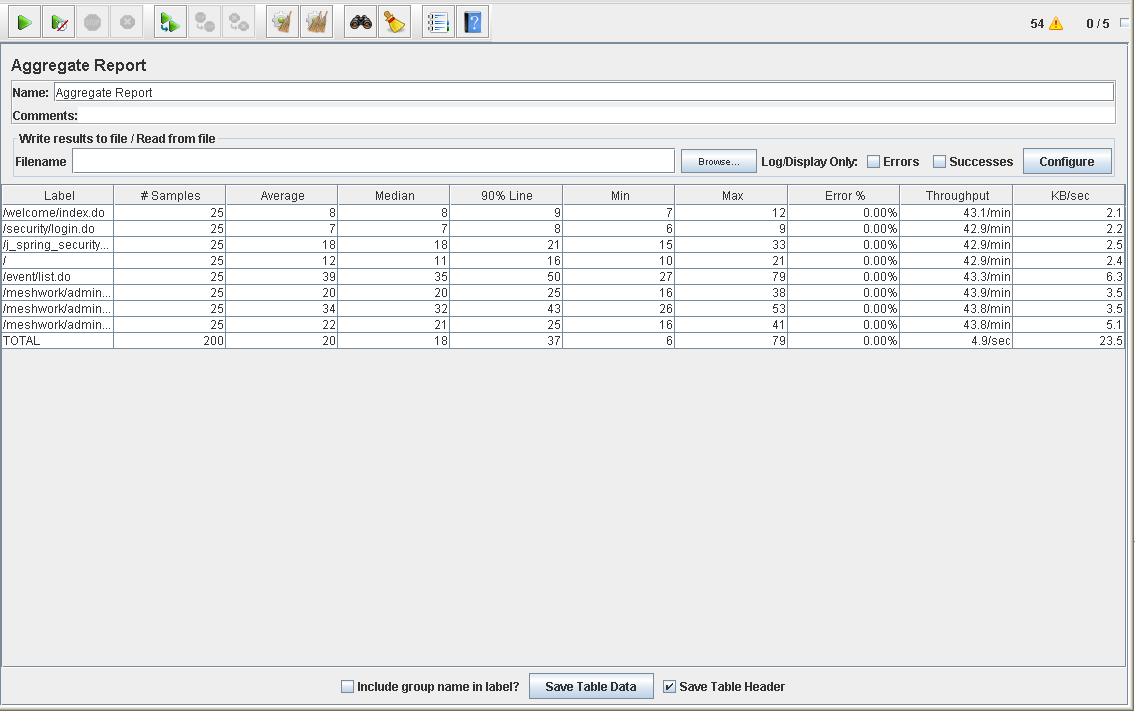 54 0 / 5
Aggregate Report
Name: Aggregate Report
Comments:
Write results to file / Read from file
Filename Browse... Log/Display Only: Errors Successes Configure
Label # Samples Average Median 90% Line Min Max Error % Throughput KB/sec
/welcome/index.do 25 8 8 9 7 12 0.00% 43.1/min 2.1
/security/login.do 25 7 7 8 6 9 0.00% 42.9/min 2.2
/j_spring_security... 25 18 18 21 15 33 0.00% 42.9/min 2.5
/ 25 12 11 16 10 21 0.00% 42.9/min 2.4
/event/list.do 25 39 35 50 27 79 0.00% 43.3/min 6.3
/meshwork/admin... 25 20 20 25 16 38 0.00% 43.9/min 3.5
/meshwork/admin... 25 34 32 43 26 53 0.00% 43.8/min 3.5
/meshwork/admin... 25 22 21 25 16 41 0.00% 43.8/min 5.1
TOTAL 200 20 18 37 6 79 0.00% 4.9/sec 23.5
Include group name in label? Save Table Data Save Table Header